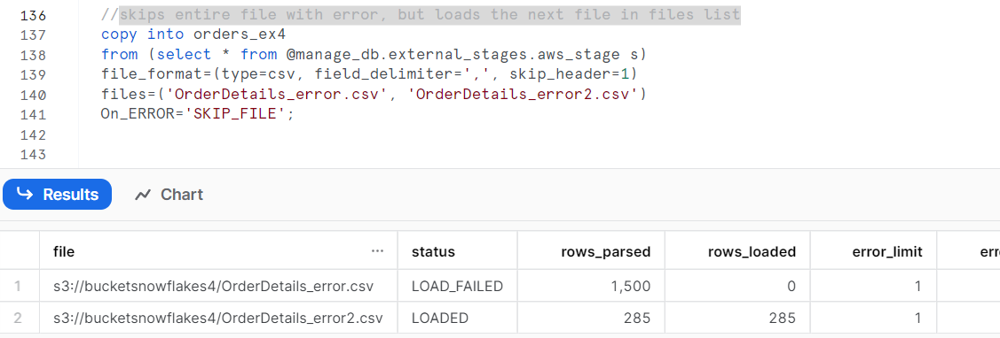 136 //skips entire file with error, but loads the next file in files list
137 copy into orders_ex4
138 from (select * from @manage_db.external_stages.aws_stage s)
139 file_format=(type=csv, field_delimiter=',', skip_header=1)
140 files=('OrderDetails_error.csv', 'OrderDetails_error2.csv')
141 On_ERROR='SKIP_FILE';
142
143
Results Chart
file ... status rows_parsed rows_loaded error_limit err
1 s3://bucketsnowflakes4/OrderDetails_error.csv LOAD_FAILED 1,500 0 1
2 s3://bucketsnowflakes4/OrderDetails_error2.csv LOADED 285 285 1